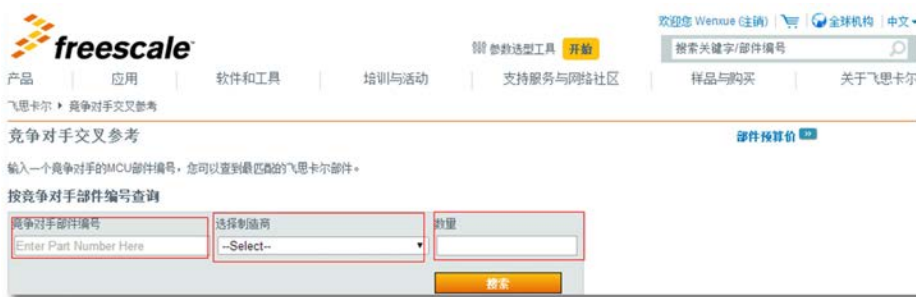 欢迎您 Wenxue (注销) 全球机构 中文
freescale
参数选型工具 开始 搜索关键字/部件编号
产品 应用 软件和工具 培训与活动 支持服务与网络社区 样品与购买 关于飞思卡尔
飞思卡尔 ▸ 竞争对手交叉参考
竞争对手交叉参考
部件预算价
输入一个竞争对手的MCU部件编号，您可以查到最匹配的飞思卡尔部件。
按竞争对手部件编号查询
竞争对手部件编号 选择制造商 数量
Enter Part Number Here --Select--
搜索